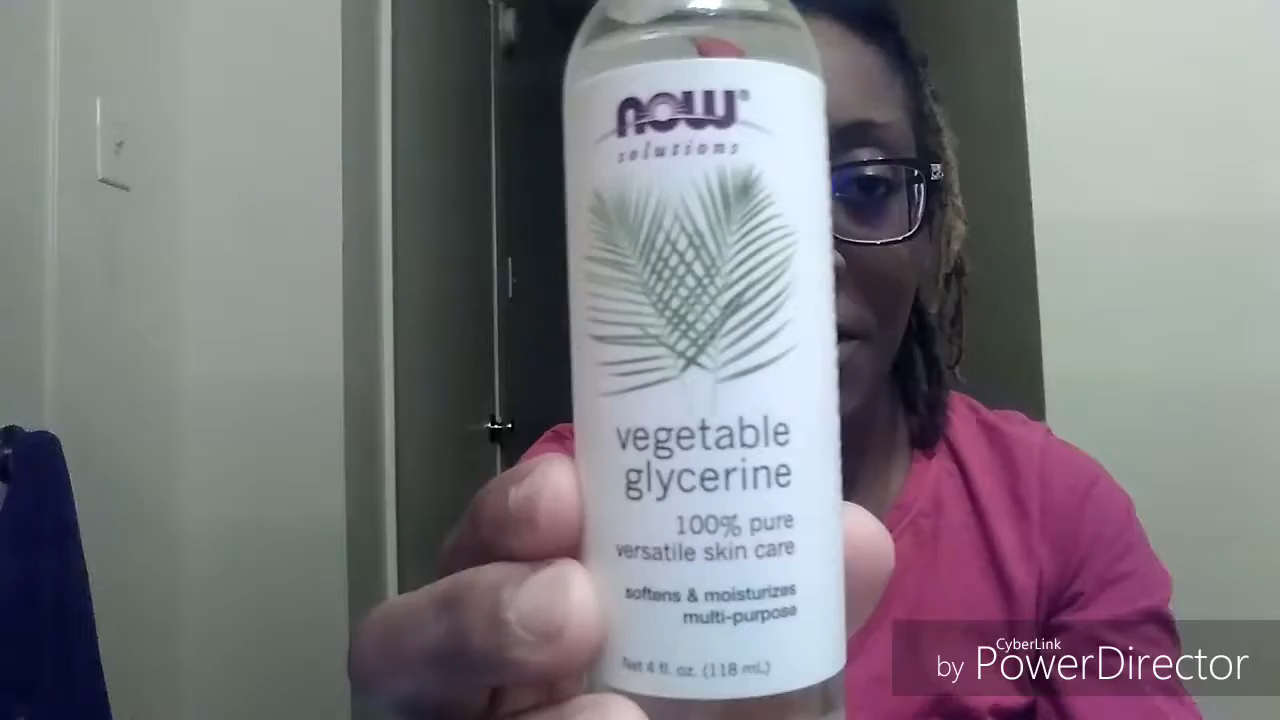 now®
solutions
vegetable
glycerine
100% pure
versatile skin care
softens & moisturizes
multi-purpose
Net 4 fl. oz. (118 mL)
CyberLink
by PowerDirector